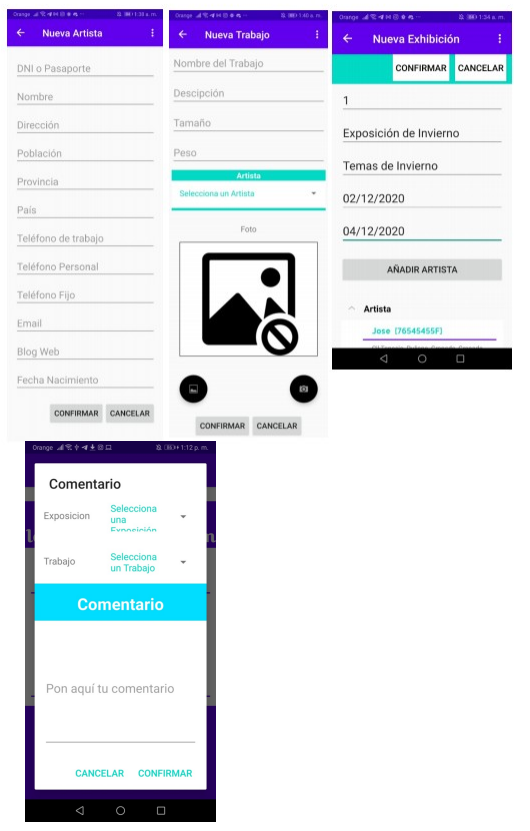 Orange
1:38 a. m.
Nueva Artista
DNI o Pasaporte
Nombre
Dirección
Población
Provincia
País
Teléfono de trabajo
Teléfono Personal
Teléfono Fijo
Email
Blog Web
Fecha Nacimiento
CONFIRMAR CANCELAR
Orange
1:40 a. m.
Nueva Trabajo
Nombre del Trabajo
Descipción
Tamaño
Peso
Artista
Selecciona un Artista
Foto
CONFIRMAR CANCELAR
Orange
1:34 a. m.
Nueva Exhibición
CONFIRMAR CANCELAR
1
Exposición de Invierno
Temas de Invierno
02/12/2020
04/12/2020
AÑADIR ARTISTA
Artista
Jose (76545455F)
Orange
1:12 p. m.
Comentario
Exposicion
Selecciona
una
Exposición
Trabajo
Selecciona
un Trabajo
Comentario
Pon aquí tu comentario
CANCELAR CONFIRMAR